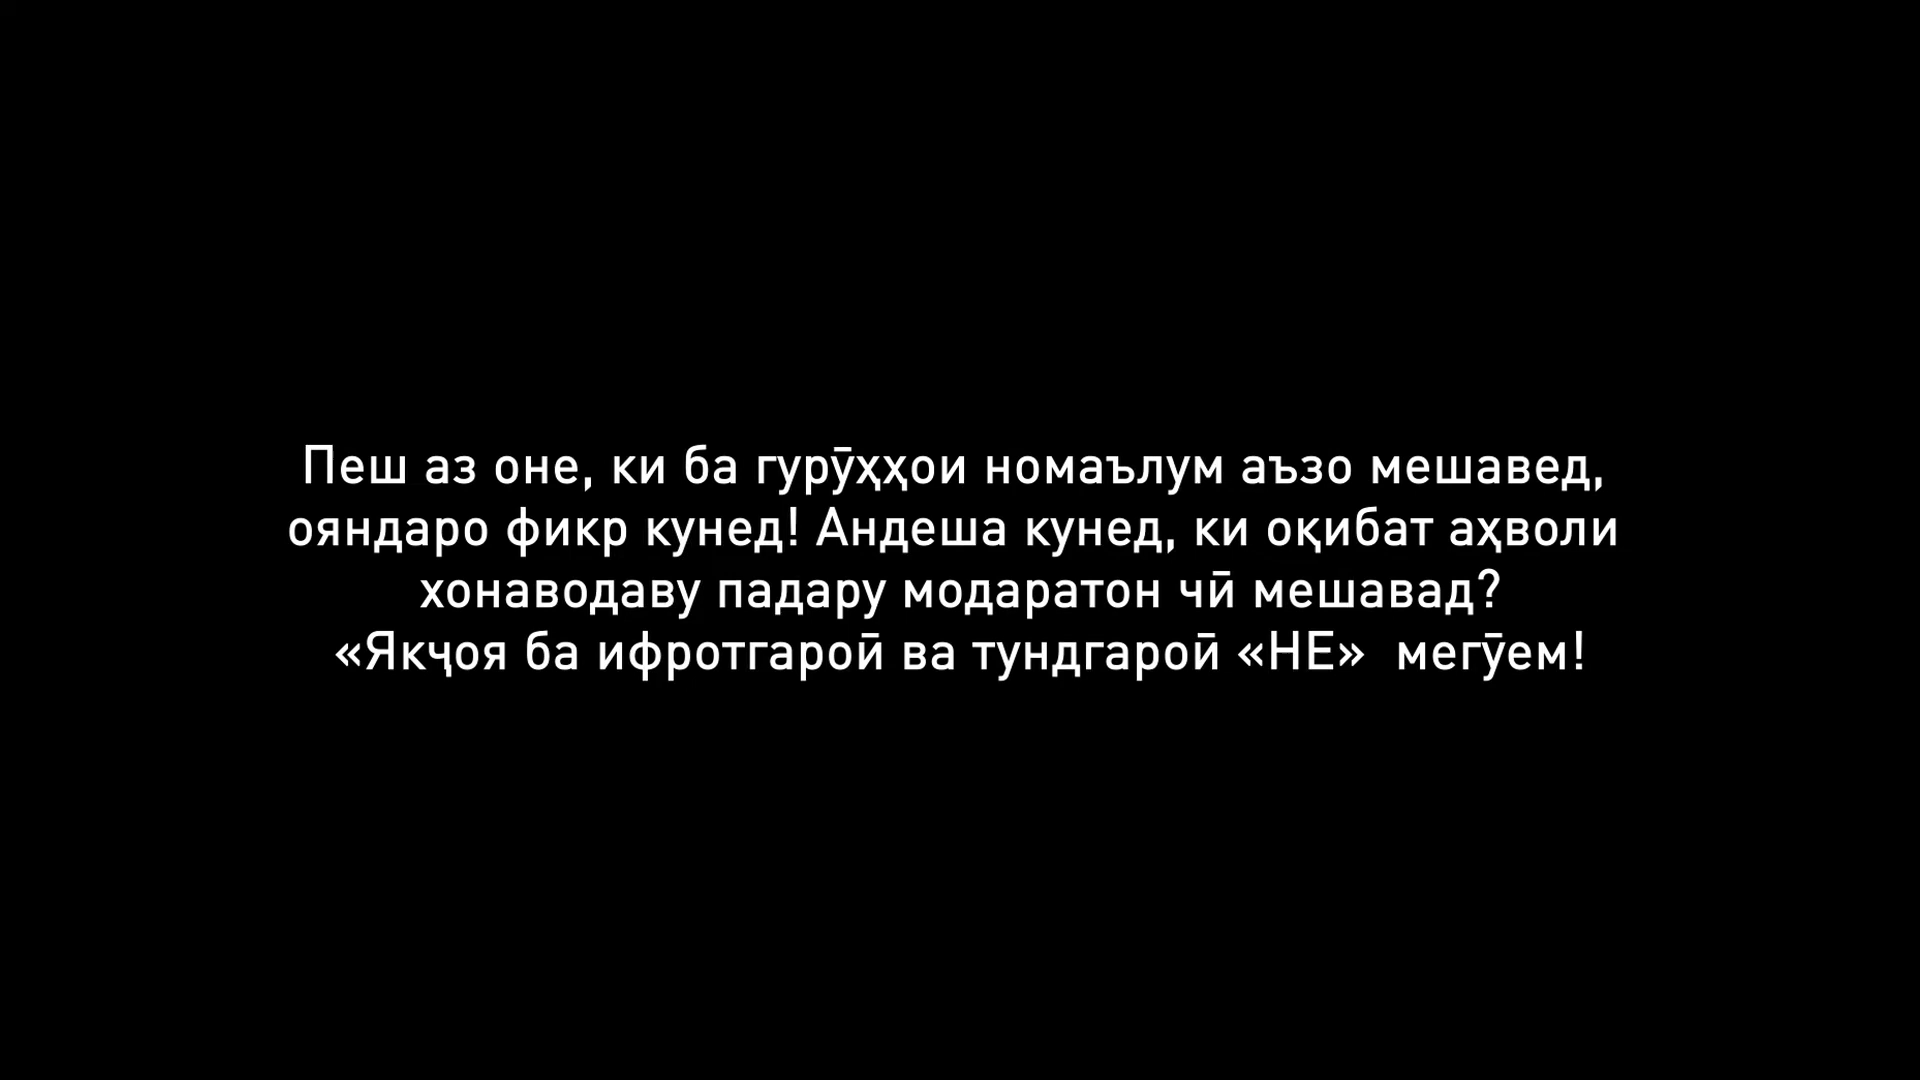 Пеш аз оне, ки ба гурӯҳҳои номаълум аъзо мешавед,
ояндаро фикр кунед! Андеша кунед, ки оқибат аҳволи
хонаводаву падару модаратон чӣ мешавад?
«Якҷоя ба ифротгароӣ ва тундгароӣ «НЕ»  мегӯем!